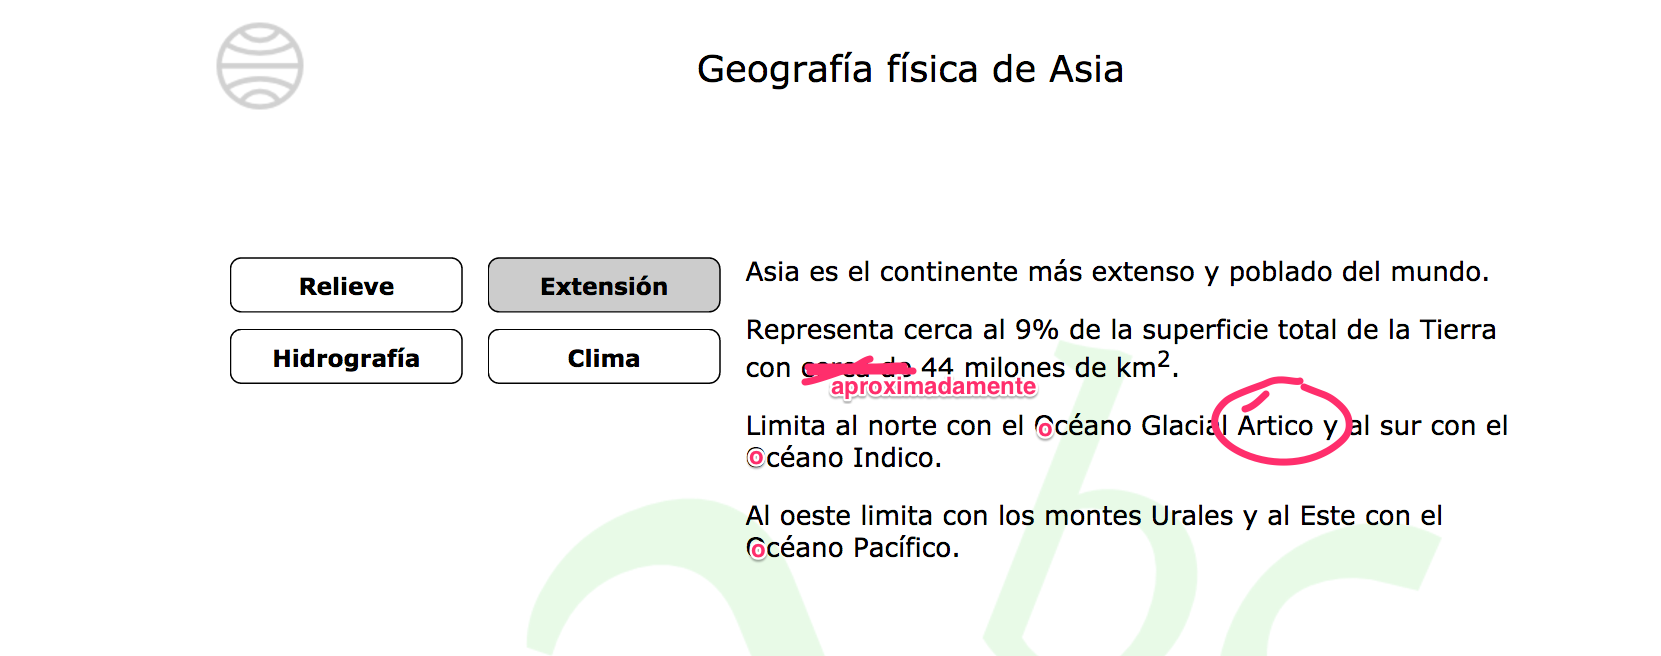 Geografía física de Asia
Relieve
Extensión
Hidrografía
Clima
Asia es el continente más extenso y poblado del mundo.
Representa cerca al 9% de la superficie total de la Tierra
con cerca de 44 milones de km².
aproximadamente
Limita al norte con el océano Glacial Ártico y al sur con el
océano Indico.
Al oeste limita con los montes Urales y al Este con el
océano Pacífico.
abc